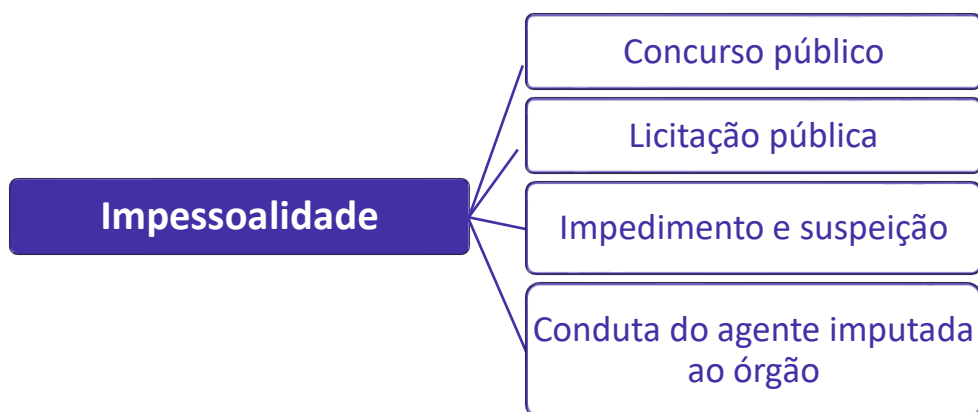 Impessoalidade
Concurso público
Licitação pública
Impedimento e suspeição
Conduta do agente imputada
ao órgão